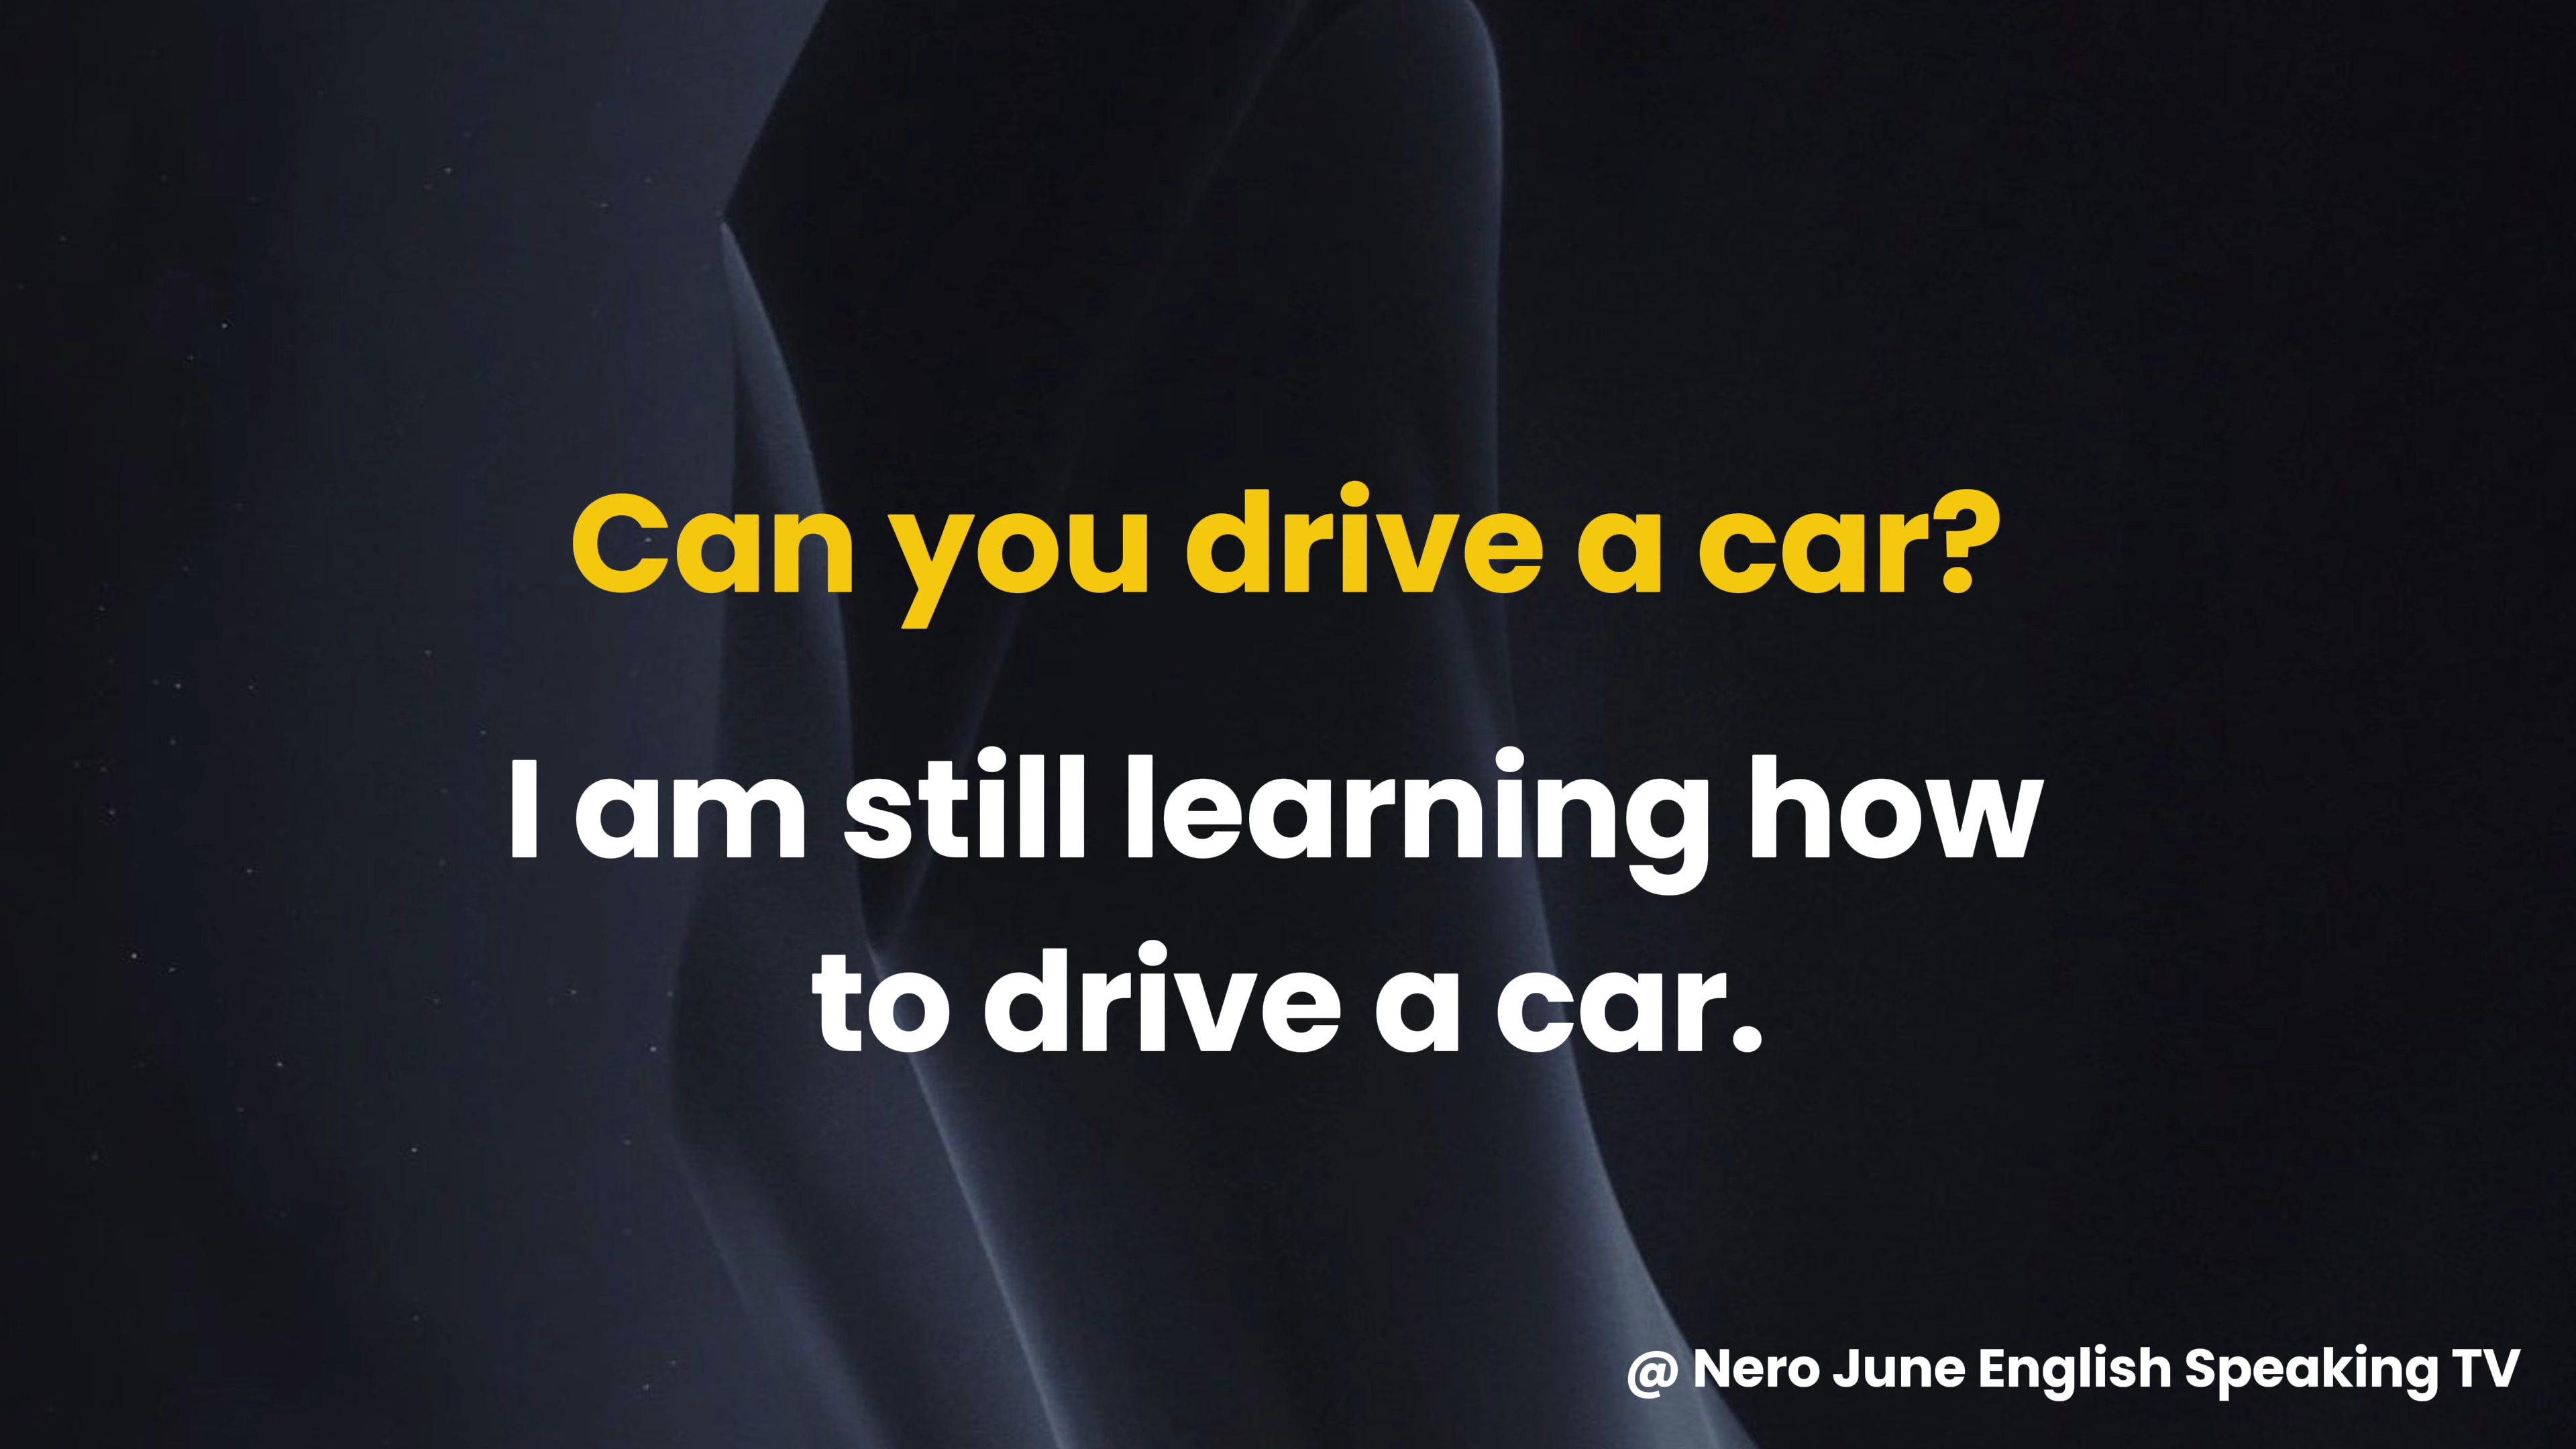 Can you drive a car?
I am still learning how
to drive a car.
@ Nero June English Speaking TV